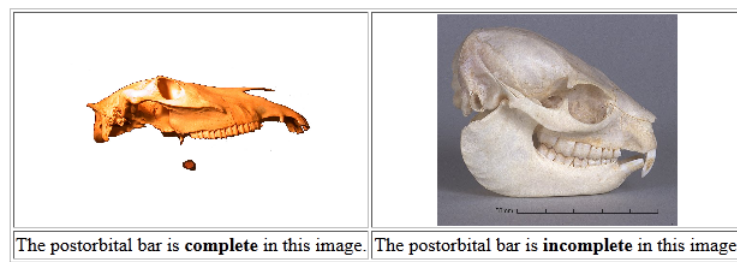 The postorbital bar is complete in this image.
The postorbital bar is incomplete in this image